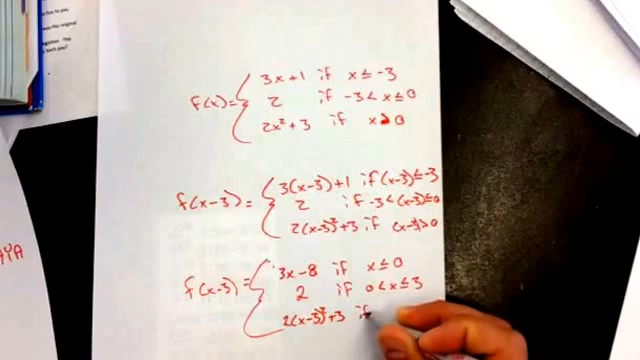 f(x) = { 3x+1 if x ≤ -3
2 if -3 < x ≤ 0
2x² + 3 if x > 0
f(x-3) = { 3(x-3)+1 if (x-3) ≤ -3
2 if -3 < (x-3) ≤ 0
2(x-3)² + 3 if (x-3) > 0
f(x-3) = { 3x-8 if x ≤ 0
2 if 0 < x ≤ 3
2(x-3)² + 3 if